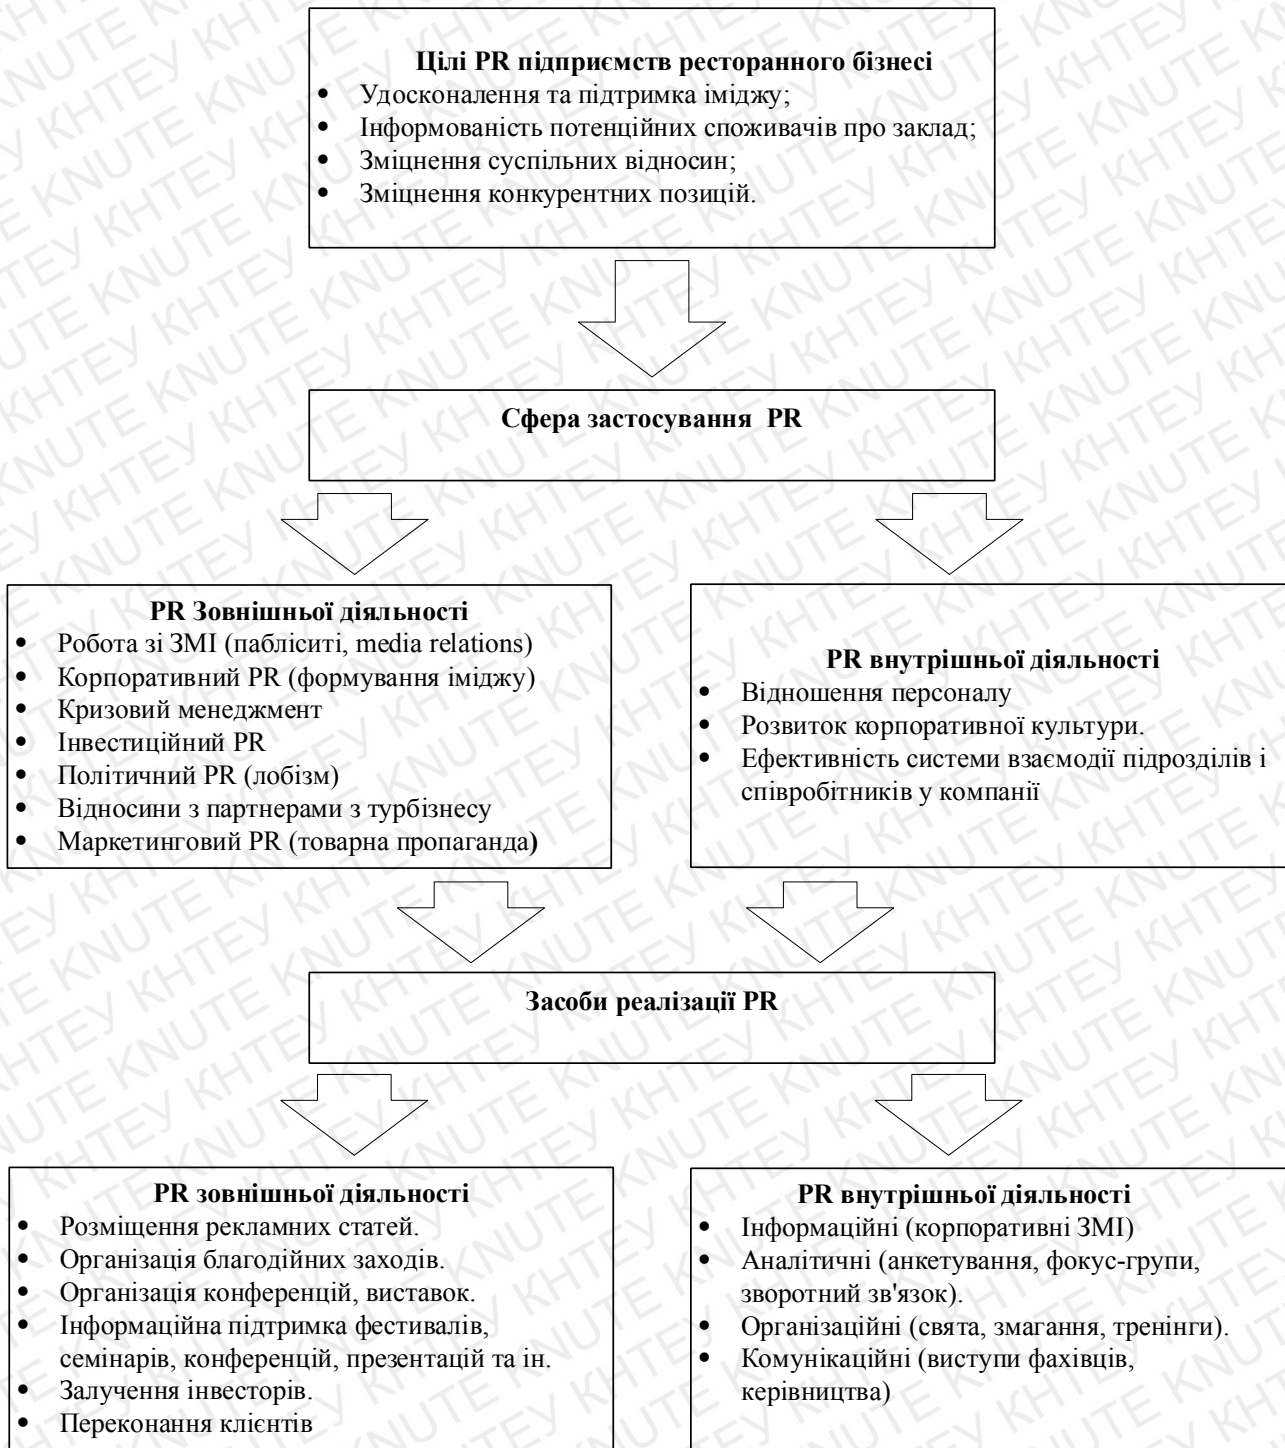 Цілі PR підприємств ресторанного бізнесі
• Удосконалення та підтримка іміджу;
• Інформованість потенційних споживачів про заклад;
• Зміцнення суспільних відносин;
• Зміцнення конкурентних позицій.
Сфера застосування PR
PR Зовнішньої діяльності
• Робота зі ЗМІ (пабліситі, media relations)
• Корпоративний PR (формування іміджу)
• Кризовий менеджмент
• Інвестиційний PR
• Політичний PR (лобізм)
• Відносини з партнерами з турбізнесу
• Маркетинговий PR (товарна пропаганда)
PR внутрішньої діяльності
• Відношення персоналу
• Розвиток корпоративної культури.
• Ефективність системи взаємодії підрозділів і
співробітників у компанії
Засоби реалізації PR
PR зовнішньої діяльності
• Розміщення рекламних статей.
• Організація благодійних заходів.
• Організація конференцій, виставок.
• Інформаційна підтримка фестивалів,
семінарів, конференцій, презентацій та ін.
• Залучення інвесторів.
• Переконання клієнтів
PR внутрішньої діяльності
• Інформаційні (корпоративні ЗМІ)
• Аналітичні (анкетування, фокус-групи,
зворотний зв'язок).
• Організаційні (свята, змагання, тренінги).
• Комунікаційні (виступи фахівців,
керівництва)